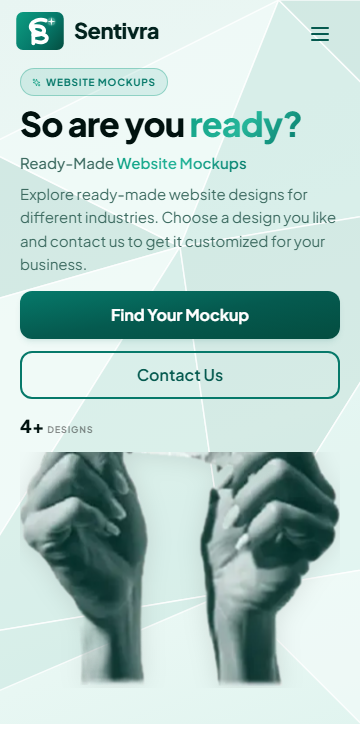 Sentivra
WEBSITE MOCKUPS
So are you ready?
Ready-Made Website Mockups
Explore ready-made website designs for
different industries. Choose a design you like
and contact us to get it customized for your
business.
Find Your Mockup
Contact Us
4+ DESIGNS